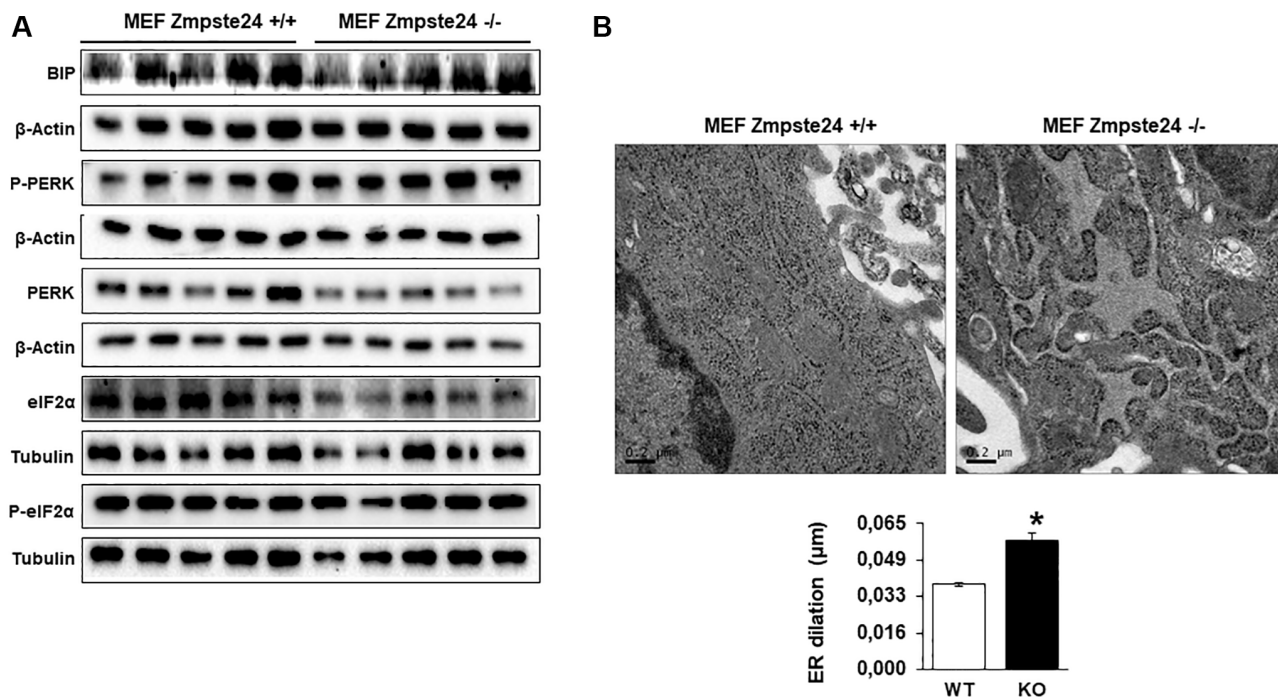 A
MEF Zmpste24 +/+ MEF Zmpste24 -/-
BIP
β-Actin
P-PERK
β-Actin
PERK
β-Actin
eIF2α
Tubulin
P-eIF2α
Tubulin
B
MEF Zmpste24 +/+ MEF Zmpste24 -/-
0.2 µm 0.2 µm
ER dilation (µm)
0,065
0,049
0,033
0,016
0,000
*
WT KO